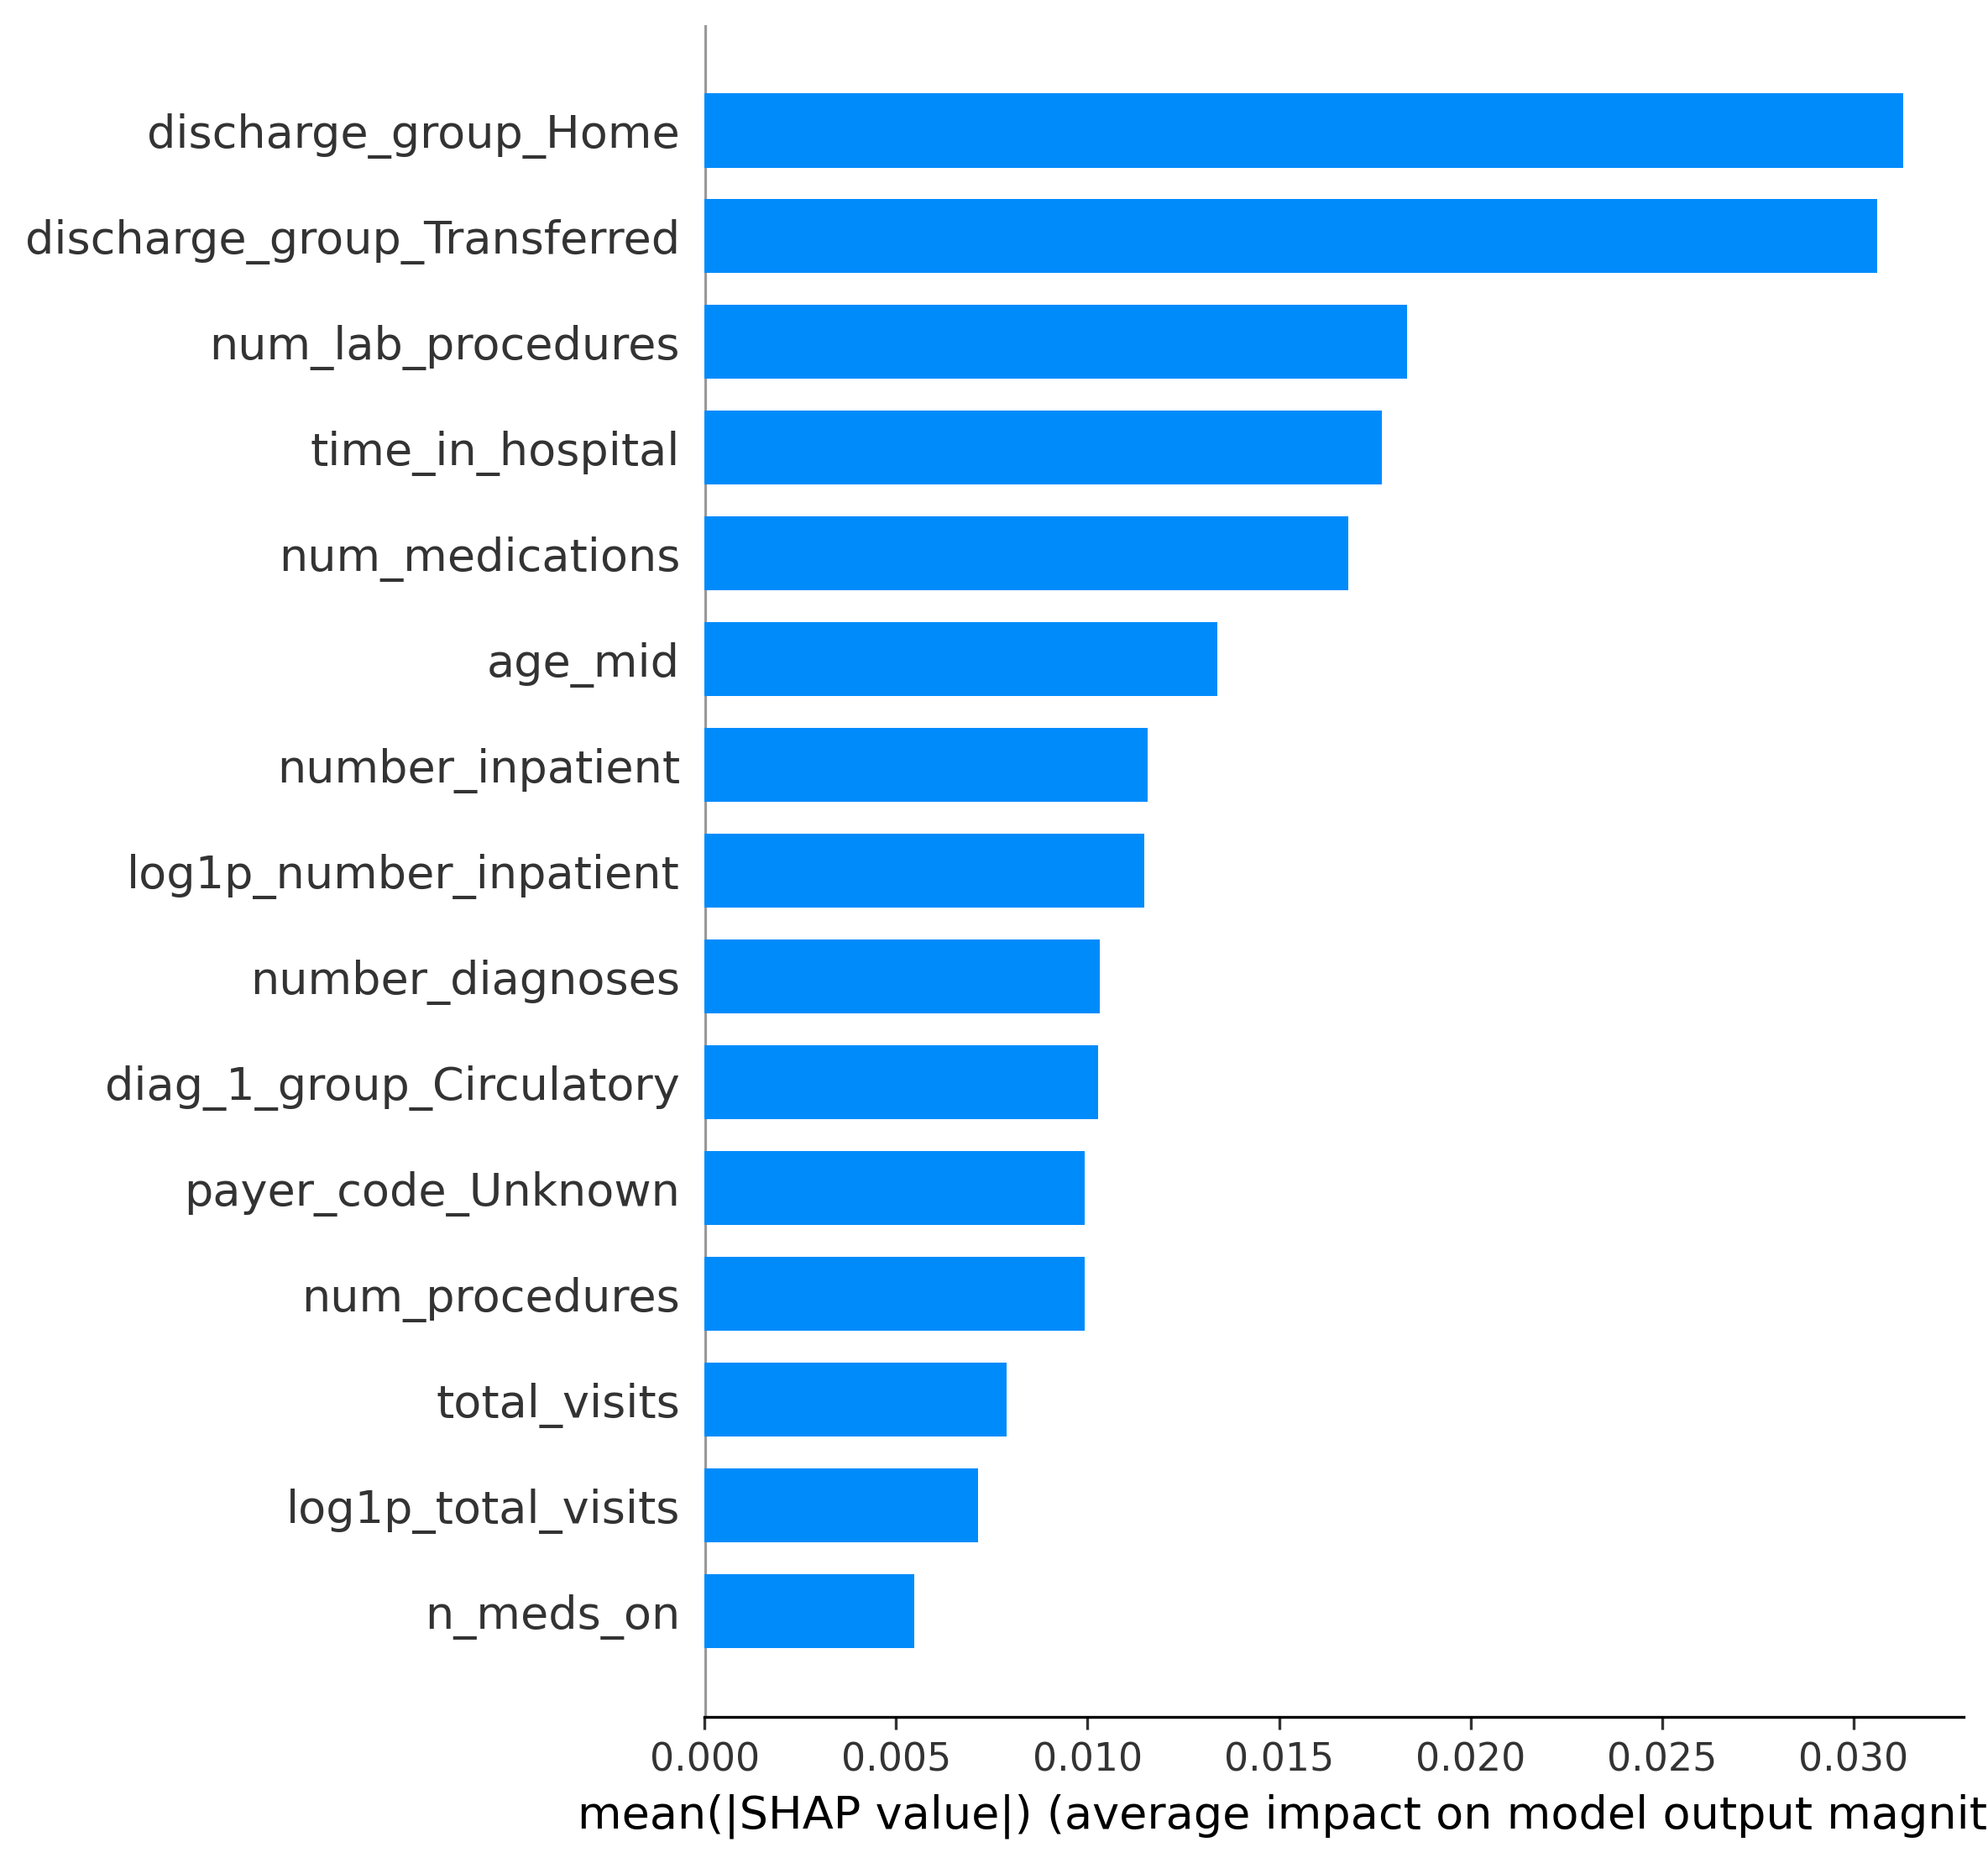 discharge_group_Home
discharge_group_Transferred
num_lab_procedures
time_in_hospital
num_medications
age_mid
number_inpatient
log1p_number_inpatient
number_diagnoses
diag_1_group_Circulatory
payer_code_Unknown
num_procedures
total_visits
log1p_total_visits
n_meds_on
0.000 0.005 0.010 0.015 0.020 0.025 0.030
mean(|SHAP value|) (average impact on model output magnit